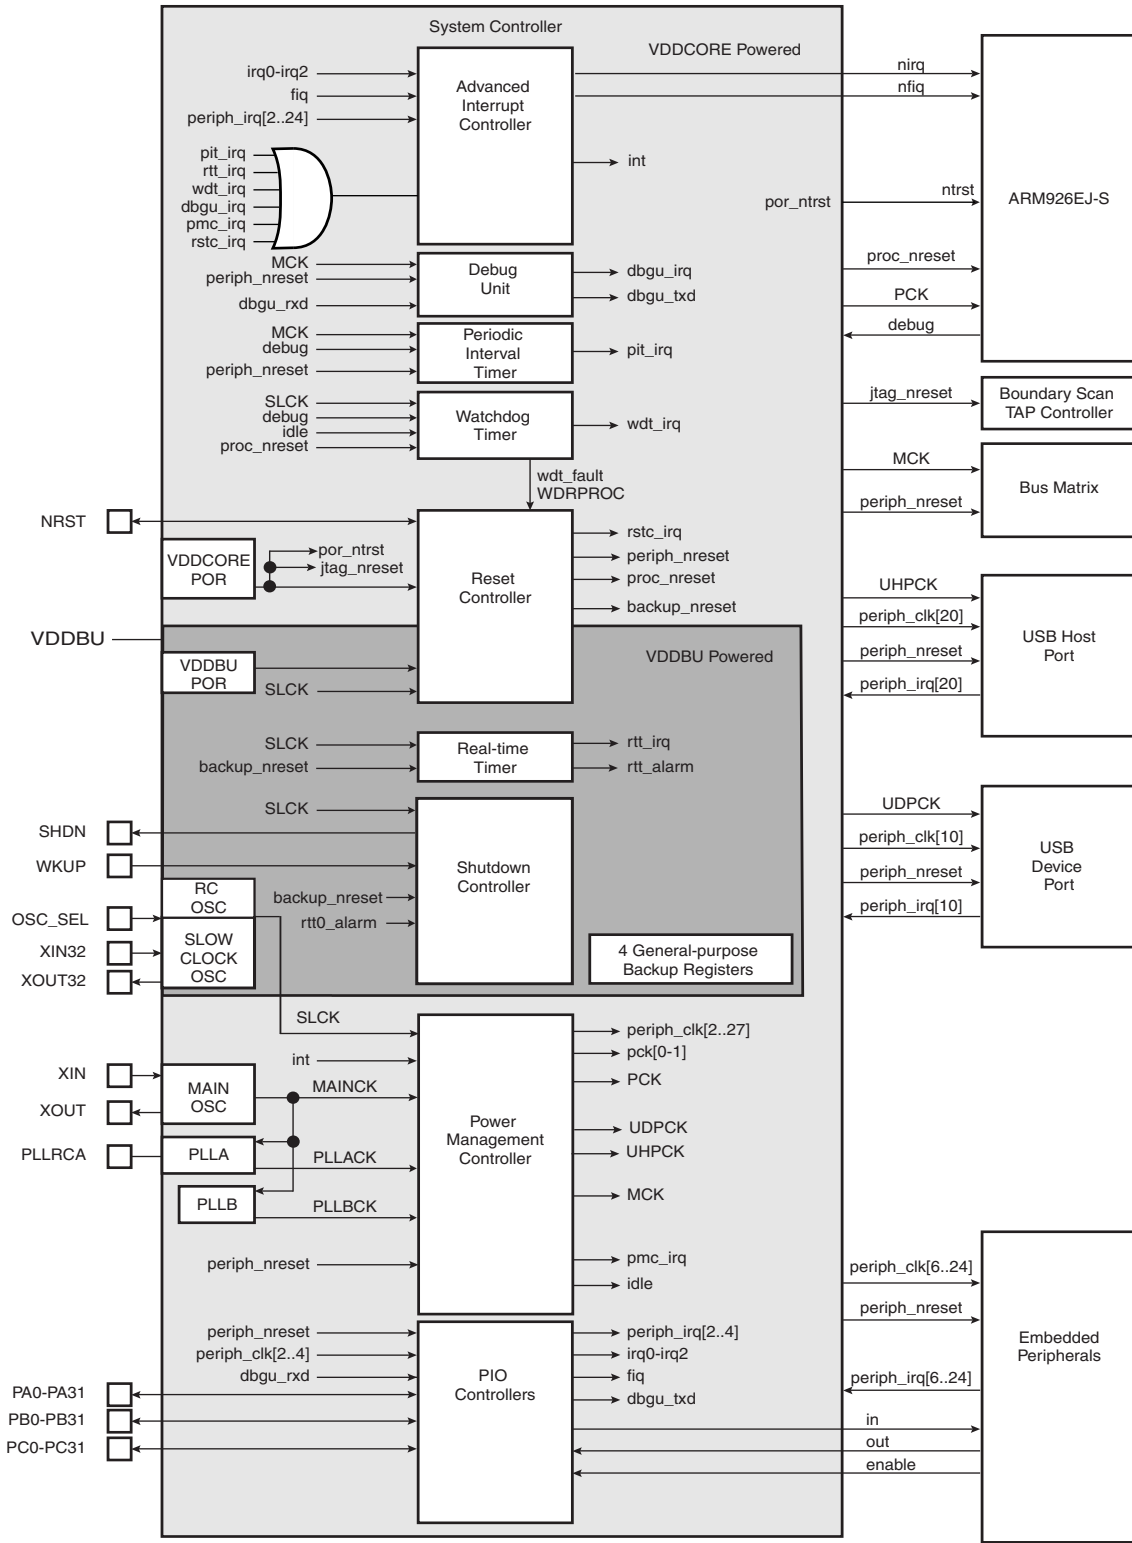 System Controller
VDDCORE Powered
irq0-irq2
fiq
periph_irq[2..24]
Advanced
Interrupt
Controller
nirq
nfiq
int
pit_irq
rtt_irq
wdt_irq
dbgu_irq
pmc_irq
rstc_irq
por_ntrst
ntrst
ARM926EJ-S
proc_nreset
PCK
debug
MCK
periph_nreset
dbgu_rxd
Debug
Unit
dbgu_irq
dbgu_txd
MCK
debug
periph_nreset
Periodic
Interval
Timer
pit_irq
SLCK
debug
idle
proc_nreset
Watchdog
Timer
wdt_irq
jtag_nreset
Boundary Scan
TAP Controller
wdt_fault
WDRPROC
MCK
periph_nreset
Bus Matrix
NRST
VDDCORE
POR
por_ntrst
jtag_nreset
Reset
Controller
rstc_irq
periph_nreset
proc_nreset
backup_nreset
VDDBU
VDDBU Powered
VDDBU
POR
SLCK
UHPCK
periph_clk[20]
periph_nreset
periph_irq[20]
USB Host
Port
SLCK
backup_nreset
Real-time
Timer
rtt_irq
rtt_alarm
SLCK
SHDN
WKUP
backup_nreset
rtt0_alarm
Shutdown
Controller
RC
OSC
OSC_SEL
XIN32
XOUT32
SLOW
CLOCK
OSC
4 General-purpose
Backup Registers
UDPCK
periph_clk[10]
periph_nreset
periph_irq[10]
USB
Device
Port
SLCK
int
XIN
XOUT
MAIN
OSC
MAINCK
PLLRCA
PLLA
PLLACK
PLLB
PLLBCK
periph_nreset
Power
Management
Controller
periph_clk[2..27]
pck[0-1]
PCK
UDPCK
UHPCK
MCK
pmc_irq
idle
periph_nreset
periph_clk[2..4]
dbgu_rxd
PA0-PA31
PB0-PB31
PC0-PC31
PIO
Controllers
periph_irq[2..4]
irq0-irq2
fiq
dbgu_txd
periph_clk[6..24]
periph_nreset
periph_irq[6..24]
in
out
enable
Embedded
Peripherals